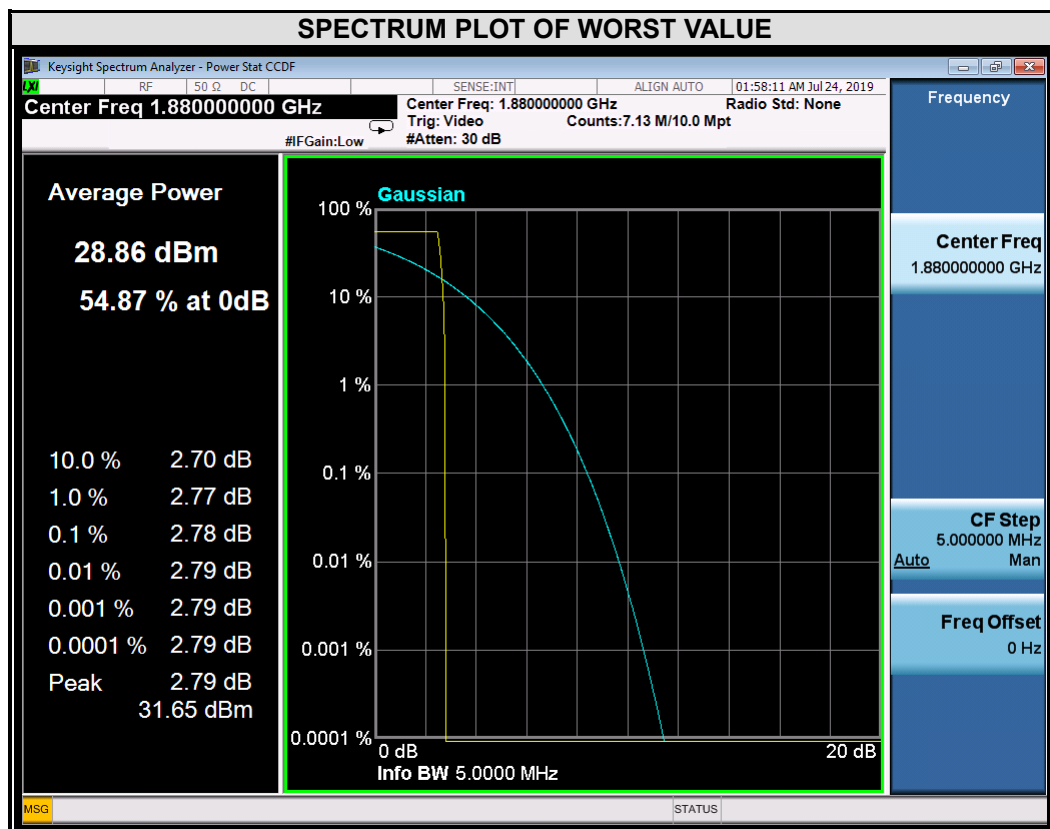 SPECTRUM PLOT OF WORST VALUE
Keysight Spectrum Analyzer - Power Stat CCDF
LXI RF 50 Ω DC SENSE:INT ALIGN AUTO 01:58:11 AM Jul 24, 2019
Center Freq 1.880000000 GHz
Center Freq: 1.880000000 GHz Radio Std: None
Trig: Video Counts:7.13 M/10.0 Mpt
#IFGain:Low #Atten: 30 dB
Average Power
28.86 dBm
54.87 % at 0dB
10.0 % 2.70 dB
1.0 % 2.77 dB
0.1 % 2.78 dB
0.01 % 2.79 dB
0.001 % 2.79 dB
0.0001 % 2.79 dB
Peak 2.79 dB
31.65 dBm
Gaussian
100 %
10 %
1 %
0.1 %
0.01 %
0.001 %
0.0001 %
0 dB 20 dB
Info BW 5.0000 MHz
Frequency
Center Freq
1.880000000 GHz
CF Step
5.000000 MHz
Auto Man
Freq Offset
0 Hz
MSG STATUS